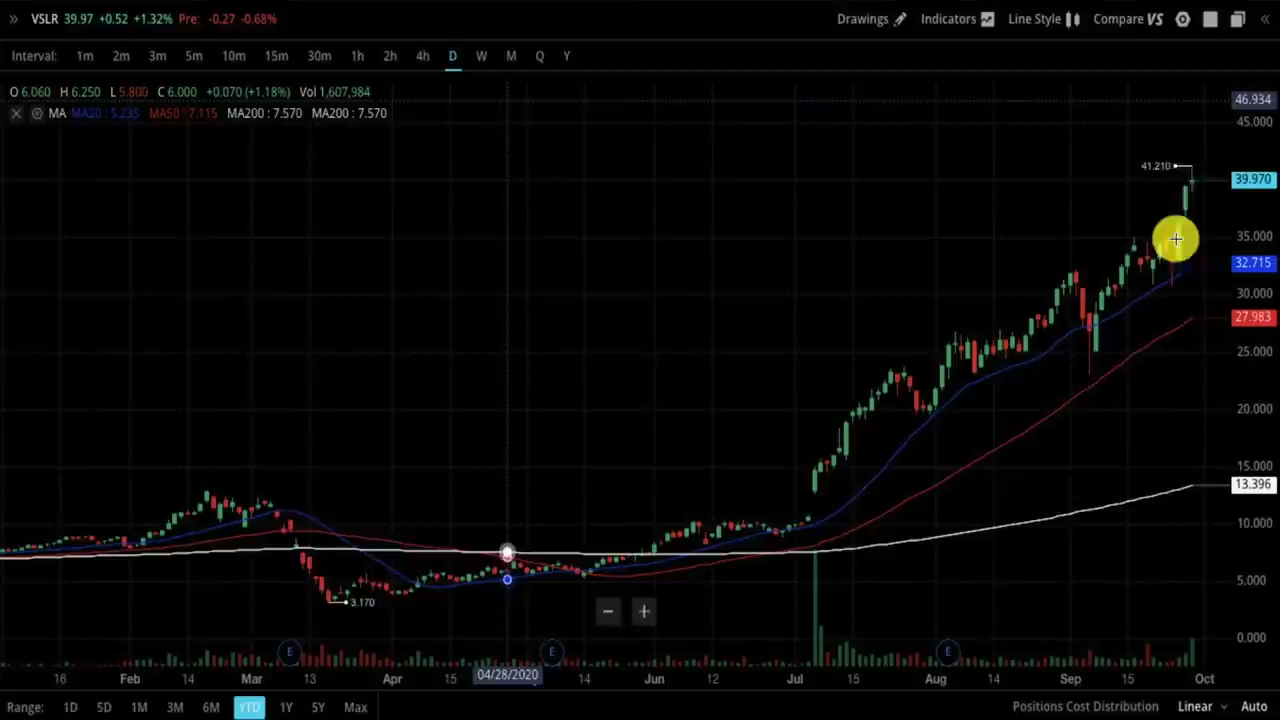 VSLR 39.97 +0.52 +1.32% Pre: -0.27 -0.68% Drawings Indicators Line Style Compare VS
Interval: 1m 2m 3m 5m 10m 15m 30m 1h 2h 4h D W M Q Y
O 6.060 H 6.250 L 5.800 C 6.000 +0.070 (+1.18%) Vol 1,607,984
MA MA20 : 5.235 MA50 : 7.115 MA200 : 7.570 MA200 : 7.570
46.934
45.000
41.210
39.970
35.000
32.715
30.000
27.983
25.000
20.000
15.000
13.396
10.000
5.000
3.170
0.000
E E E
16 Feb 14 Mar 13 Apr 15 04/28/2020 14 Jun 12 Jul 15 Aug 14 Sep 15 Oct
Range: 1D 5D 1M 3M 6M YTD 1Y 5Y Max Positions Cost Distribution Linear Auto